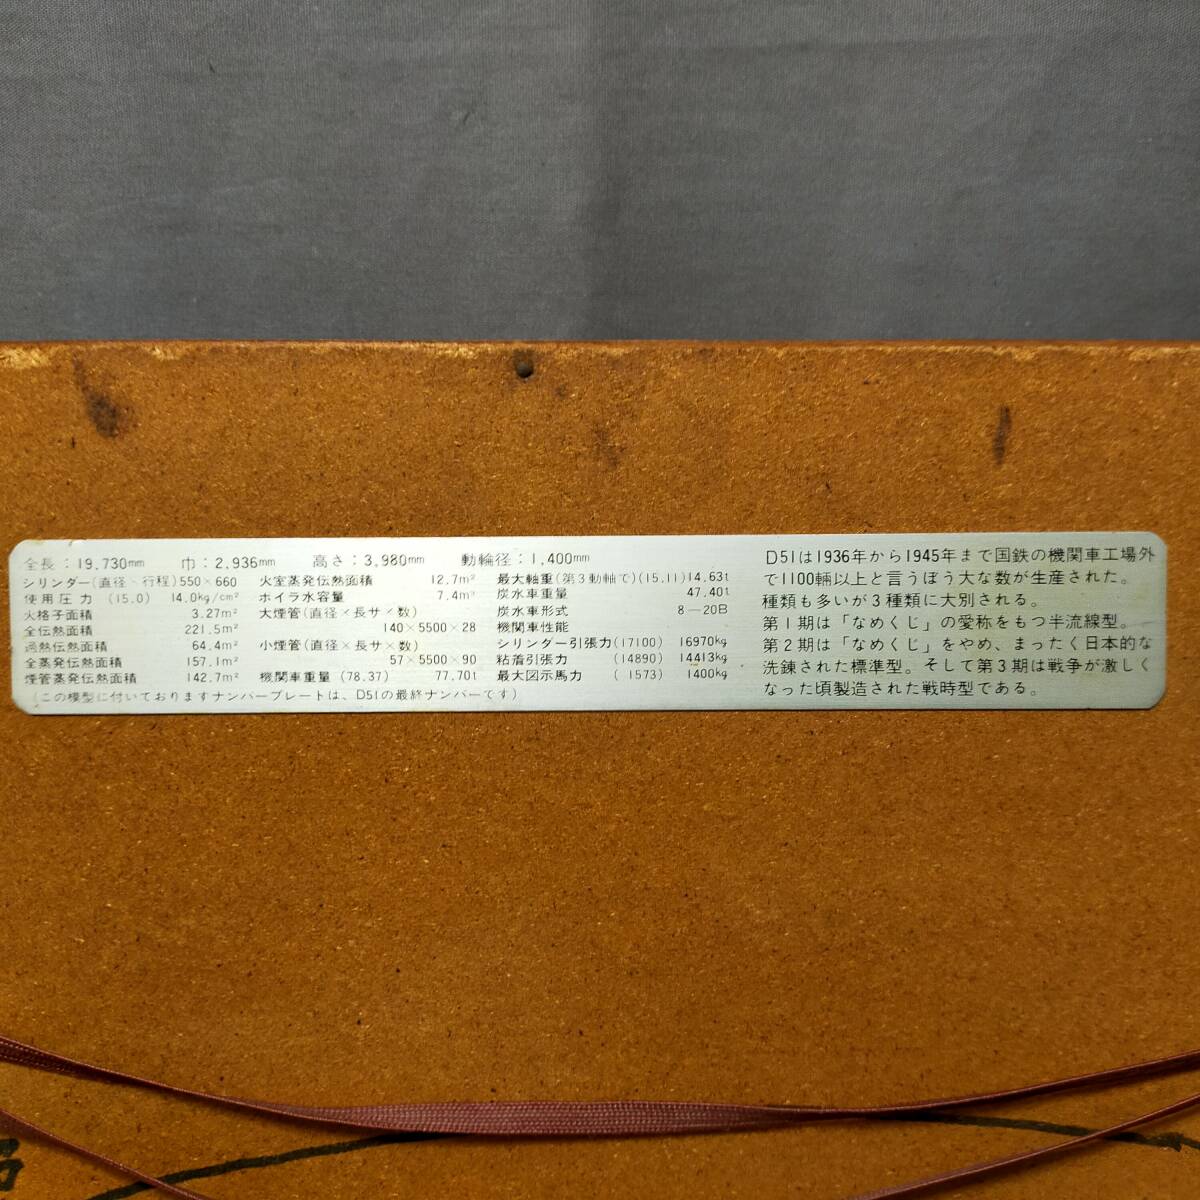 全長：19,730mm 巾：2,936mm 高さ：3,980mm 動輪径：1,400mm
シリンダー(直径×行程)550×660
使用圧力 (15.0) 14.0kg/cm²
火格子面積 3.27m²
全伝熱面積 221.5m²
過熱伝熱面積 64.4m²
全蒸発伝熱面積 157.1m²
煙管蒸発伝熱面積 142.7m²
(この模型に付いておりますナンバープレートは、D51の最終ナンバーです)
火室蒸発伝熱面積 12.7m²
ボイラ水容量 7.4m³
大煙管(直径×長サ×数)
140×5500×28
小煙管(直径×長サ×数)
57×5500×90
機関車重量 (78.37) 77.70t
最大軸重(第3動軸で)(15.11)14.63t
炭水車重量 47.40t
炭水車形式 8—20B
機関車性能
シリンダー引張力(17100) 16970kg
粘着引張力 (14890) 14413kg
最大図示馬力 (1573) 1400kg
D51は1936年から1945年まで国鉄の機関車工場外
で1100輌以上と言うぼう大な数が生産された。
種類も多いが3種類に大別される。
第1期は「なめくじ」の愛称をもつ半流線型。
第2期は「なめくじ」をやめ、まったく日本的な
洗錬された標準型。そして第3期は戦争が激しく
なった頃製造された戦時型である。